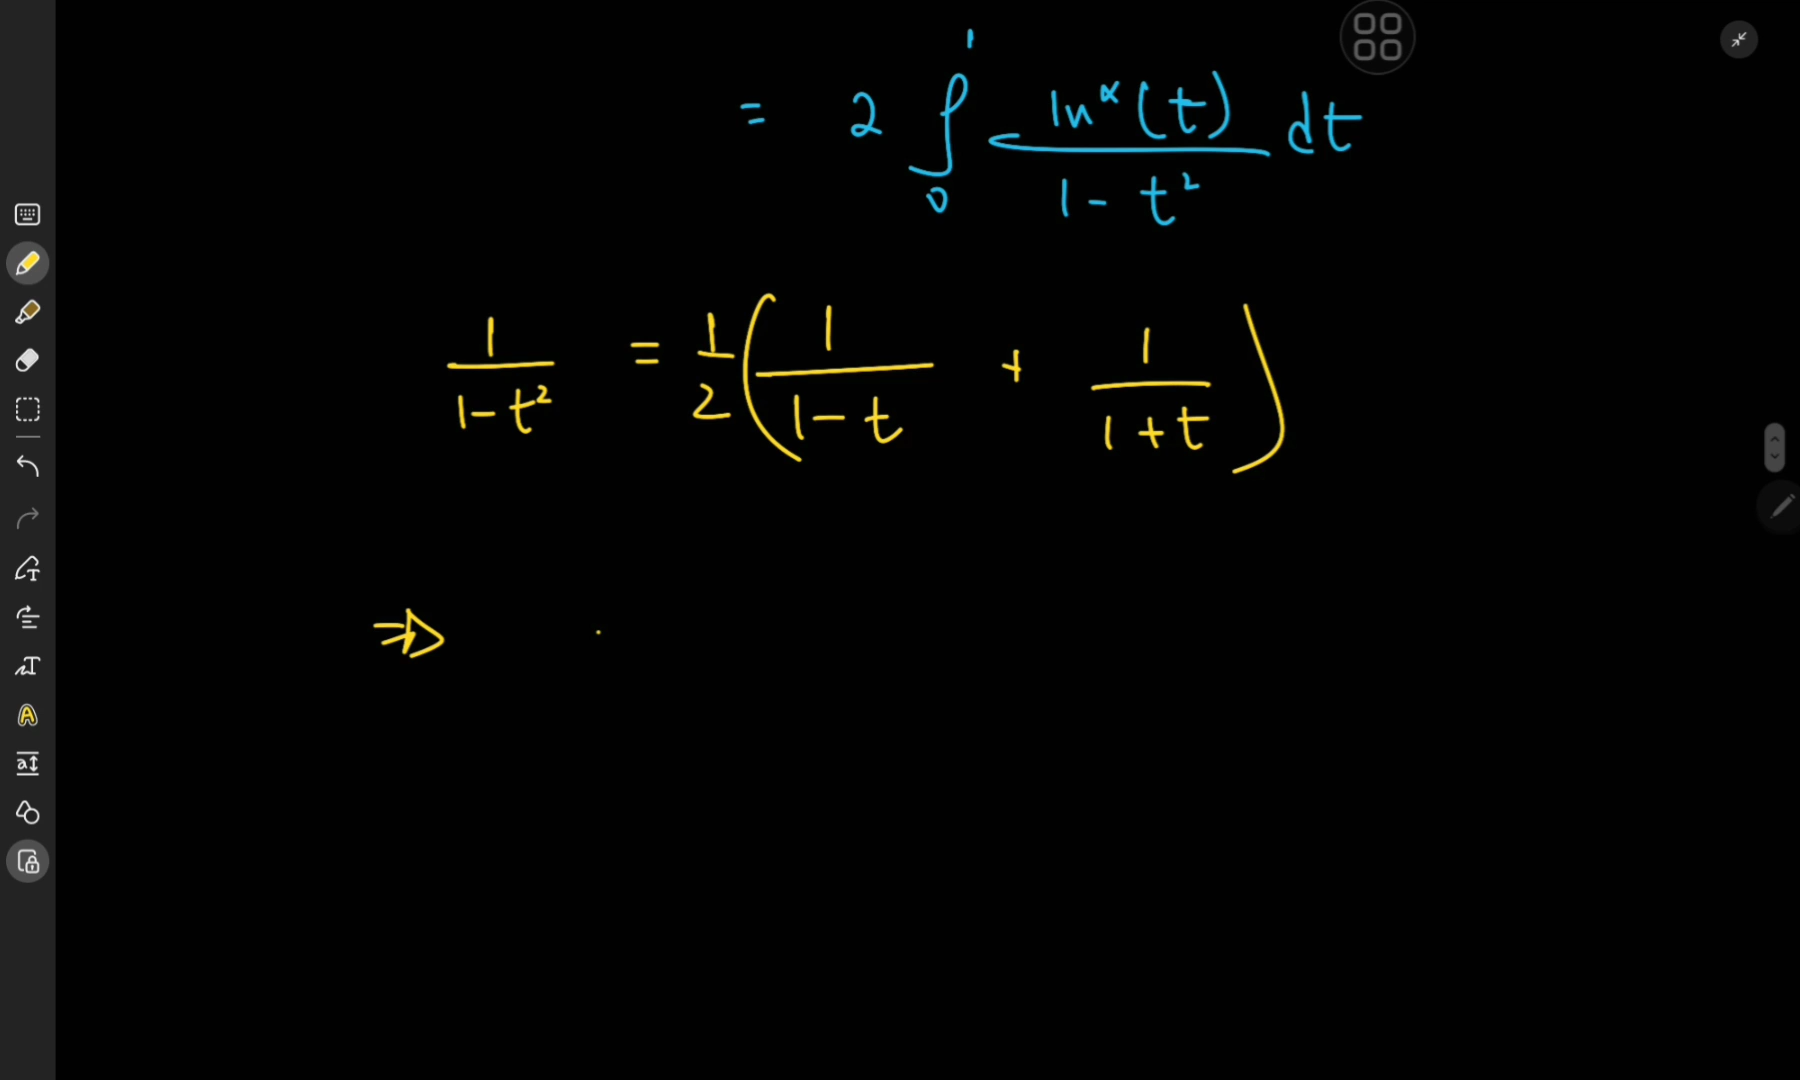 = 2 ∫₀¹ ln^α(t) / (1 - t²) dt
1/(1 - t²) = 1/2 ( 1/(1 - t) + 1/(1 + t) )
⇒